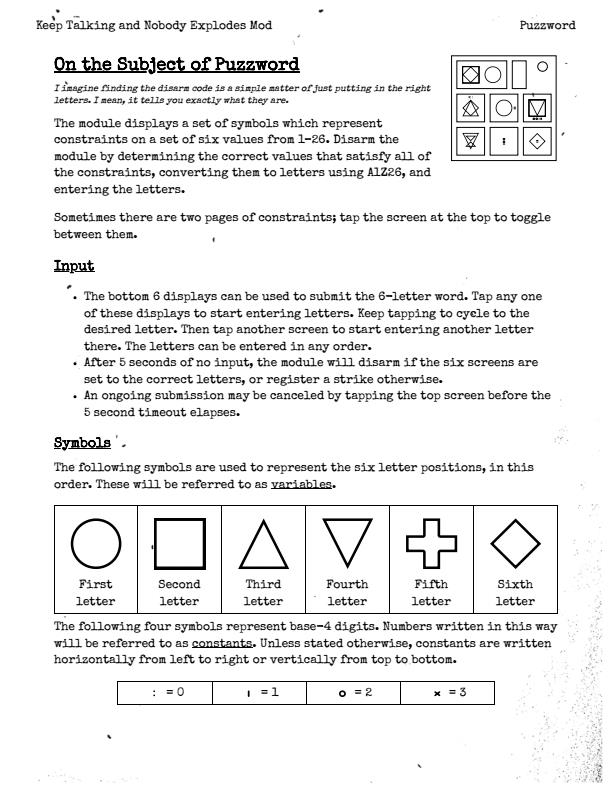 Keep Talking and Nobody Explodes Mod
Puzzword
On the Subject of Puzzword
I imagine finding the disarm code is a simple matter of just putting in the right
letters. I mean, it tells you exactly what they are.
The module displays a set of symbols which represent
constraints on a set of six values from 1-26. Disarm the
module by determining the correct values that satisfy all of
the constraints, converting them to letters using A1Z26, and
entering the letters.
Sometimes there are two pages of constraints; tap the screen at the top to toggle
between them.
Input
• The bottom 6 displays can be used to submit the 6-letter word. Tap any one
of these displays to start entering letters. Keep tapping to cycle to the
desired letter. Then tap another screen to start entering another letter
there. The letters can be entered in any order.
• After 5 seconds of no input, the module will disarm if the six screens are
set to the correct letters, or register a strike otherwise.
• An ongoing submission may be canceled by tapping the top screen before the
5 second timeout elapses.
Symbols
The following symbols are used to represent the six letter positions, in this
order. These will be referred to as variables.
First letter
Second letter
Third letter
Fourth letter
Fifth letter
Sixth letter
The following four symbols represent base-4 digits. Numbers written in this way
will be referred to as constants. Unless stated otherwise, constants are written
horizontally from left to right or vertically from top to bottom.
: = 0
ı = 1
o = 2
× = 3